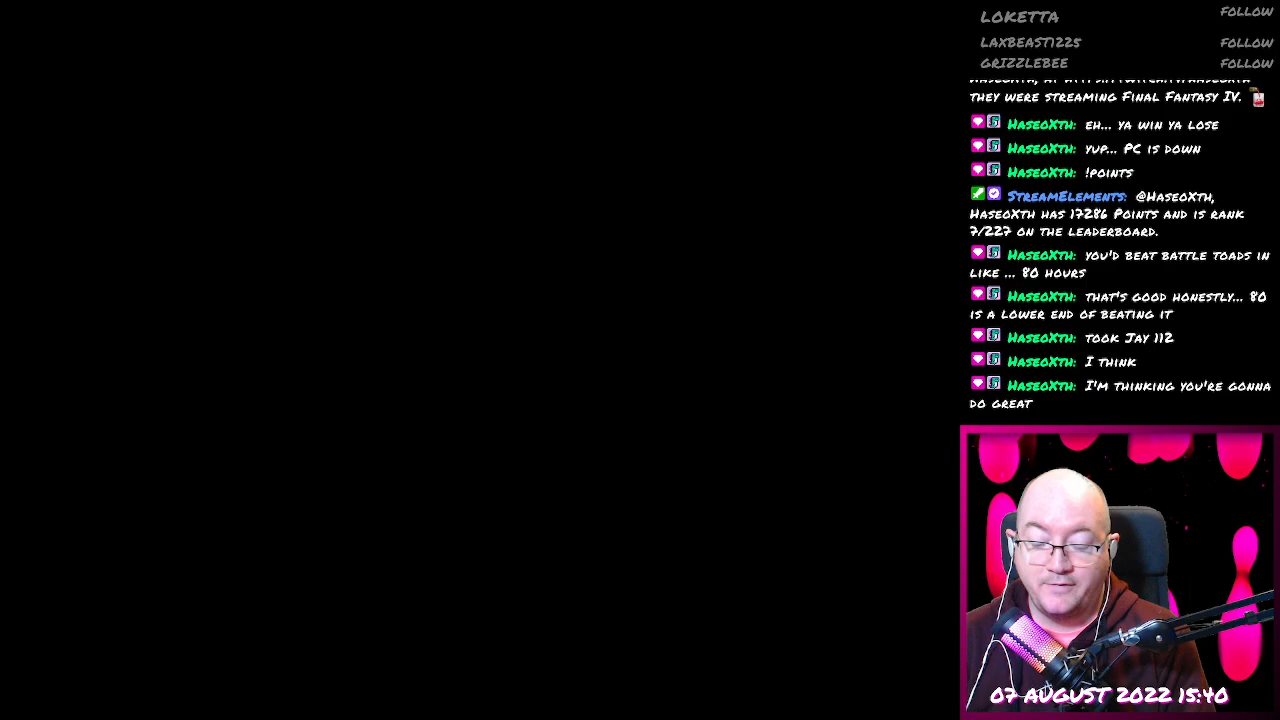 LOKETTA FOLLOW
LAXBEAST1225 FOLLOW
GRIZZLEBEE FOLLOW
THEY WERE STREAMING FINAL FANTASY IV.
HASEOXTH: EH... YA WIN YA LOSE
HASEOXTH: YUP... PC IS DOWN
HASEOXTH: !POINTS
STREAMELEMENTS: @HASEOXTH,
HASEOXTH HAS 17286 POINTS AND IS RANK
7/227 ON THE LEADERBOARD.
HASEOXTH: YOU'D BEAT BATTLE TOADS IN
LIKE ... 80 HOURS
HASEOXTH: THAT'S GOOD HONESTLY... 80
IS A LOWER END OF BEATING IT
HASEOXTH: TOOK JAY 112
HASEOXTH: I THINK
HASEOXTH: I'M THINKING YOU'RE GONNA
DO GREAT
07 AUGUST 2022 15:40